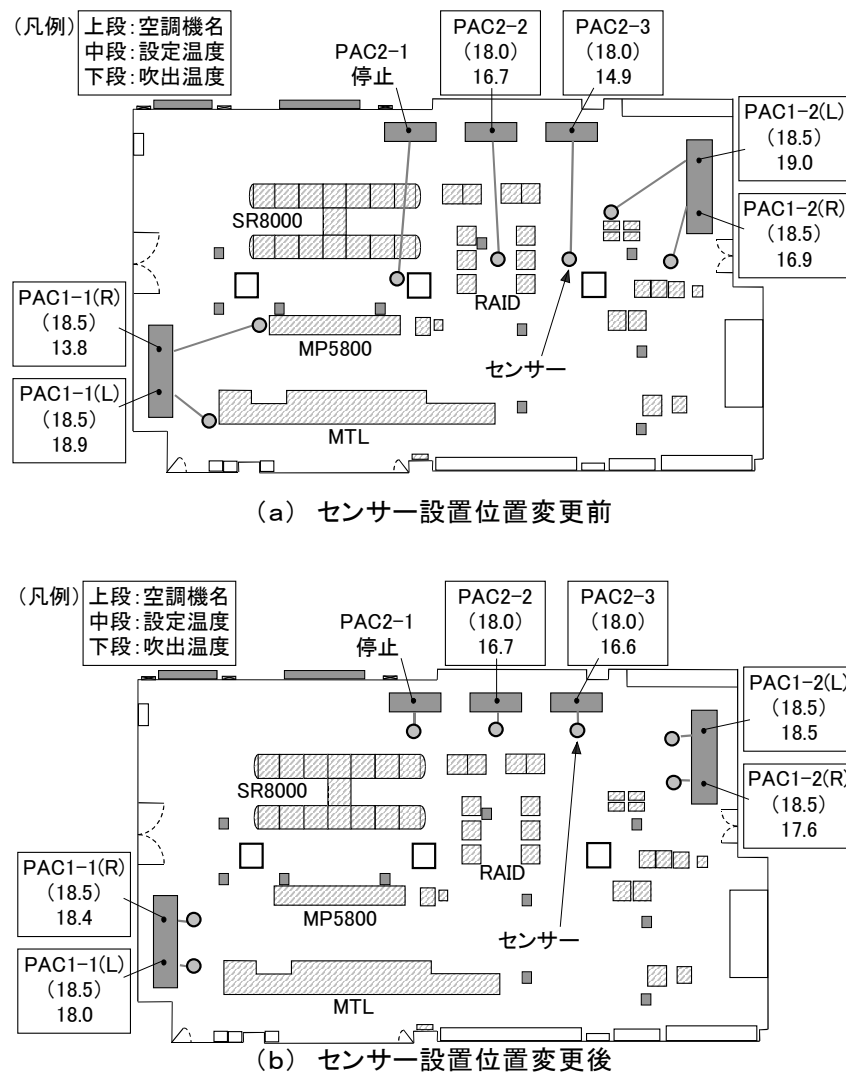 (凡例)
上段:空調機名
中段:設定温度
下段:吹出温度
PAC2-1
停止
PAC2-2
(18.0)
16.7
PAC2-3
(18.0)
14.9
PAC1-2(L)
(18.5)
19.0
PAC1-2(R)
(18.5)
16.9
SR8000
RAID
PAC1-1(R)
(18.5)
13.8
MP5800
センサー
PAC1-1(L)
(18.5)
18.9
MTL
(a) センサー設置位置変更前
(凡例)
上段:空調機名
中段:設定温度
下段:吹出温度
PAC2-1
停止
PAC2-2
(18.0)
16.7
PAC2-3
(18.0)
16.6
PAC1-2(L)
(18.5)
18.5
PAC1-2(R)
(18.5)
17.6
SR8000
RAID
PAC1-1(R)
(18.5)
18.4
MP5800
センサー
PAC1-1(L)
(18.5)
18.0
MTL
(b) センサー設置位置変更後